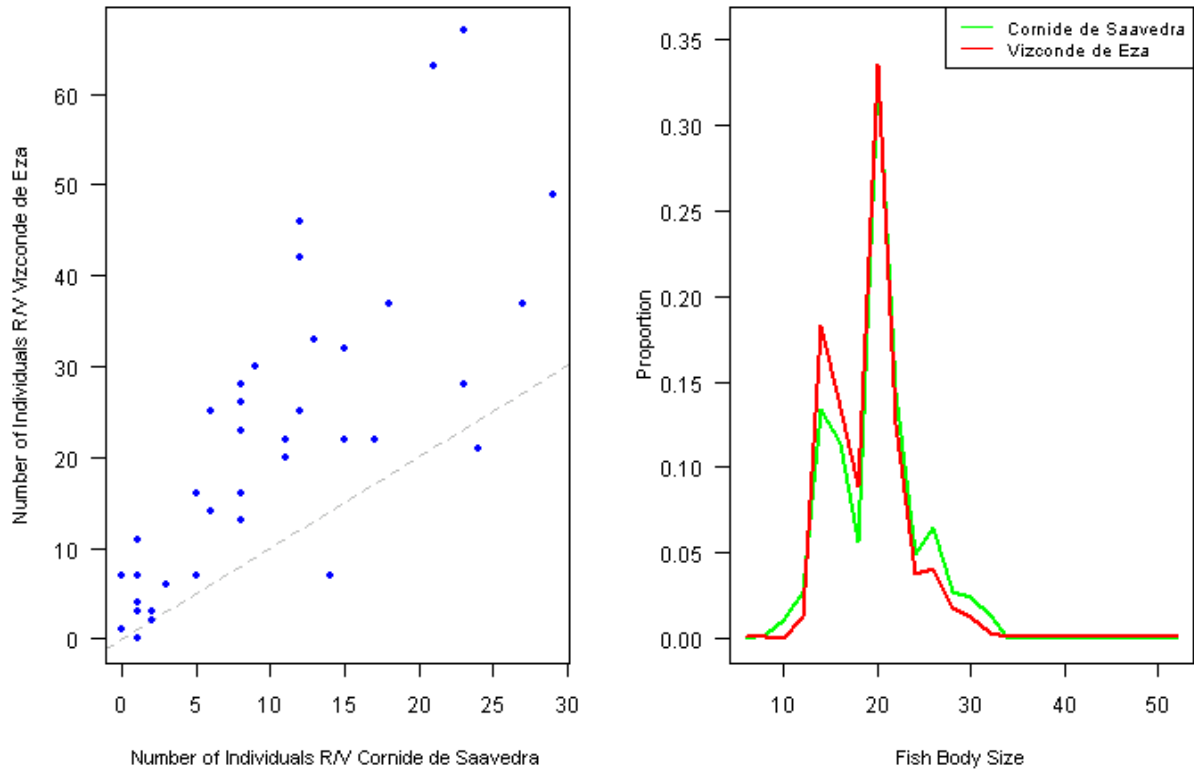 Number of Individuals R/V Vizconde de Eza
60
50
40
30
20
10
0
0 5 10 15 20 25 30
Number of Individuals R/V Cornide de Saavedra
Cornide de Saavedra
Vizconde de Eza
Proportion
0.35
0.30
0.25
0.20
0.15
0.10
0.05
0.00
10 20 30 40 50
Fish Body Size